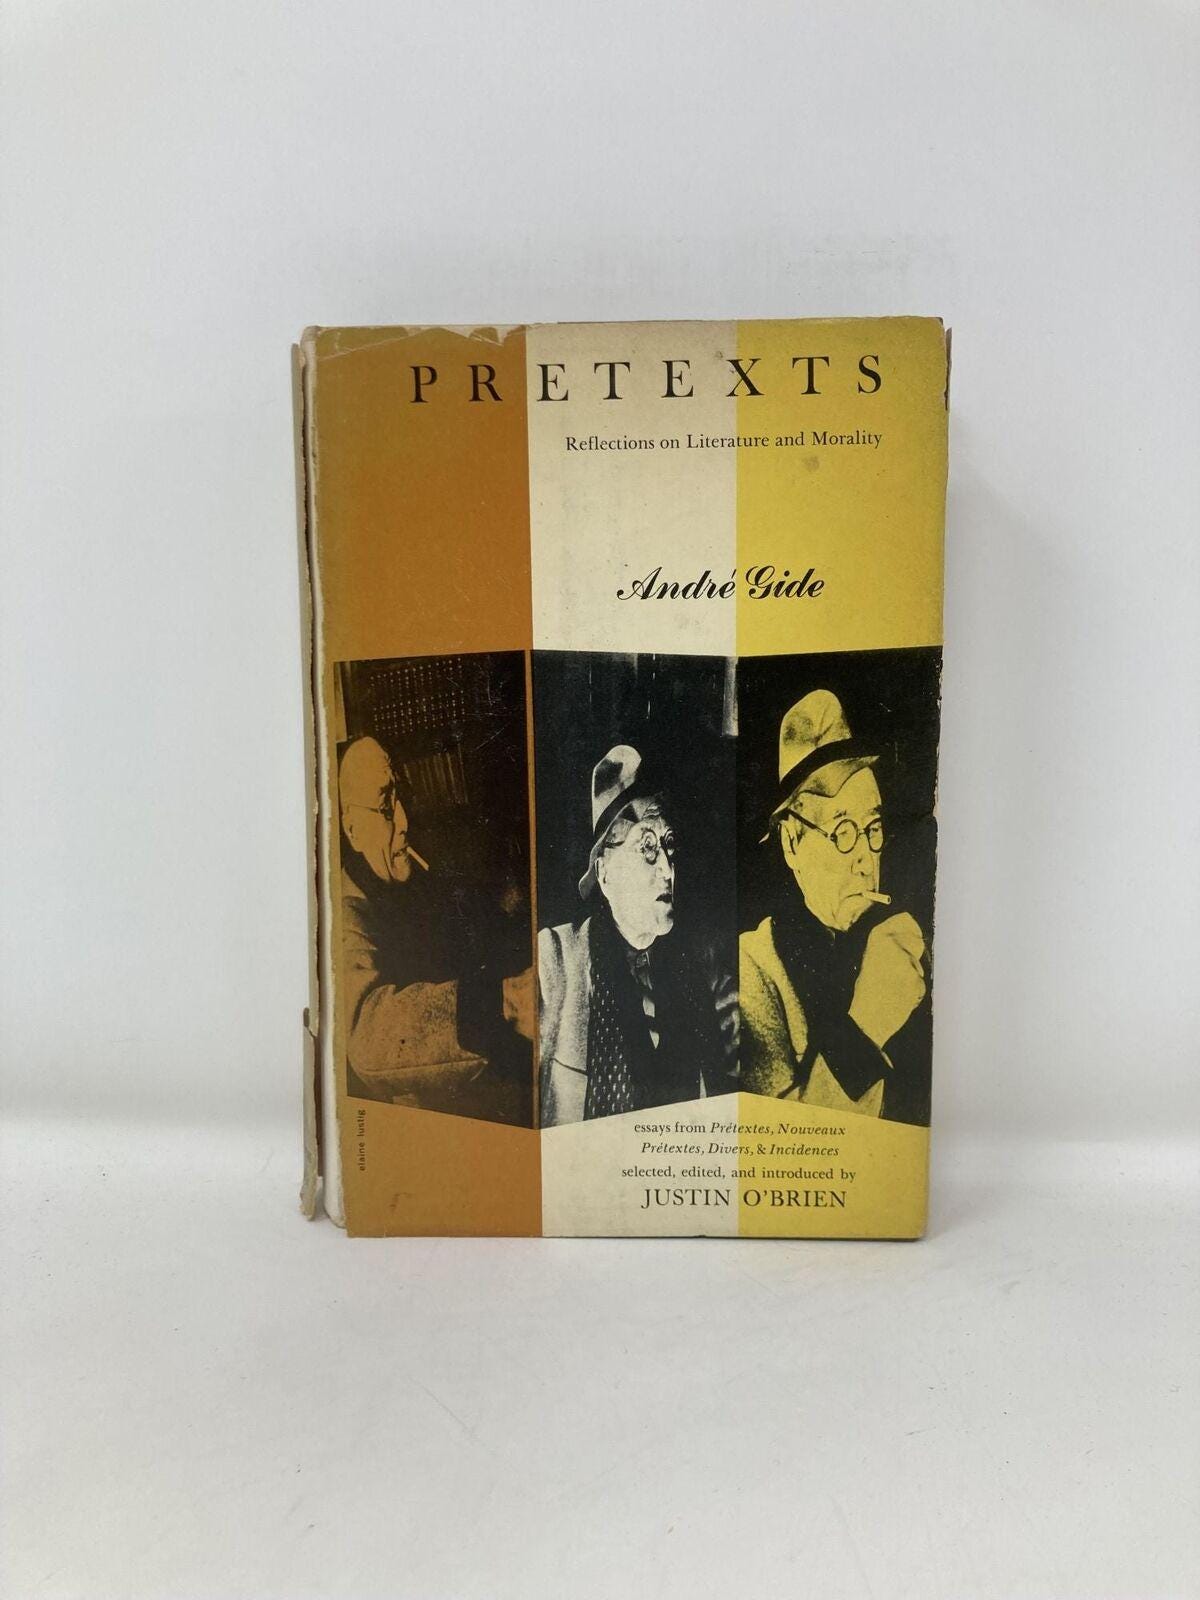 PRETEXTS
Reflections on Literature and Morality
André Gide
elaine lustig
essays from Prétextes, Nouveaux
Prétextes, Divers, & Incidences
selected, edited, and introduced by
JUSTIN O'BRIEN